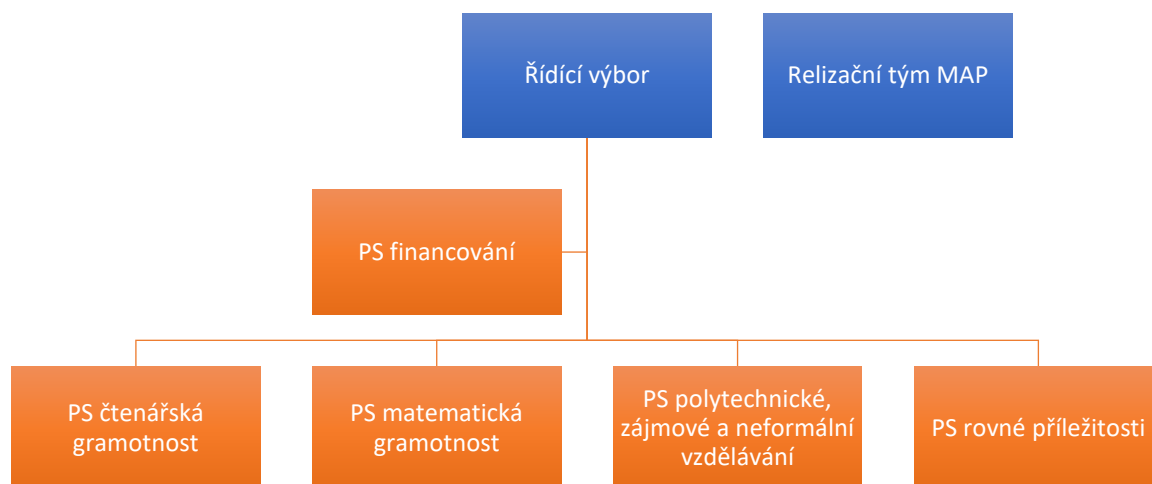 Řídící výbor
Relizační tým MAP
PS financování
PS čtenářská
gramotnost
PS matematická
gramotnost
PS polytechnické,
zájmové a neformální
vzdělávání
PS rovné příležitosti